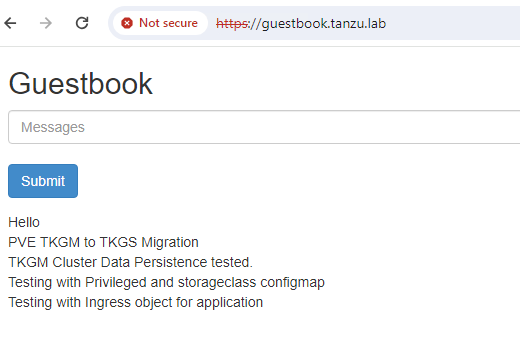 Not secure https://guestbook.tanzu.lab
Guestbook
Messages
Submit
Hello
PVE TKGM to TKGS Migration
TKGM Cluster Data Persistence tested.
Testing with Privileged and storageclass configmap
Testing with Ingress object for application